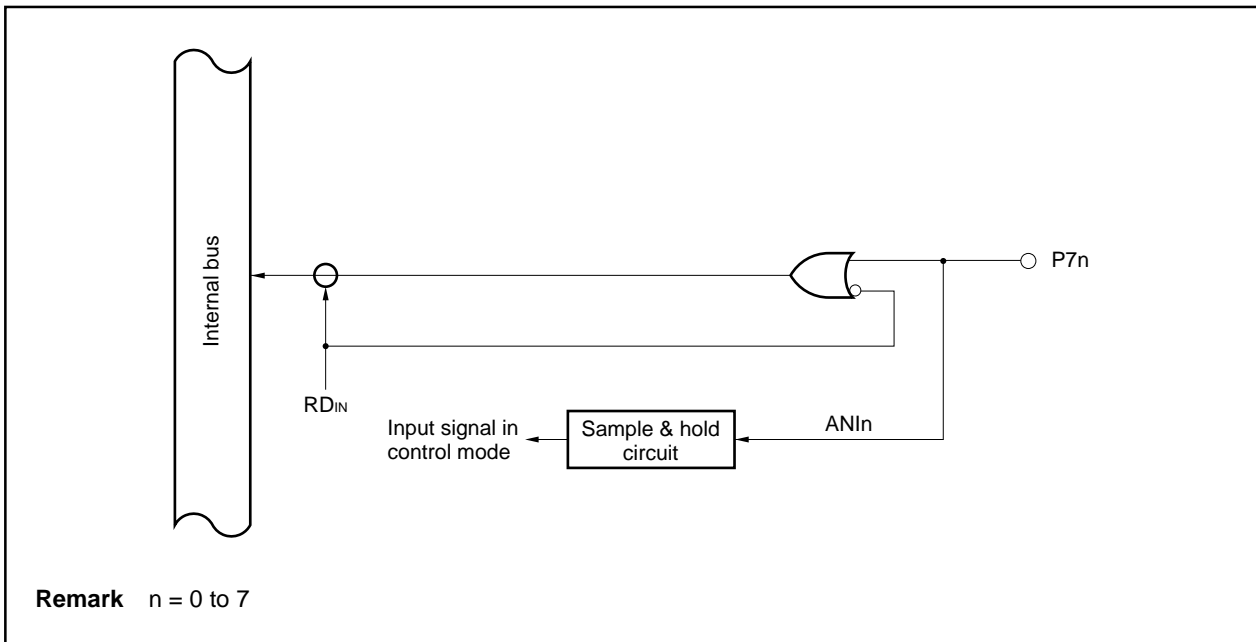 Internal bus
P7n
RDIN
Input signal in
control mode
Sample & hold
circuit
ANIn
Remark n = 0 to 7